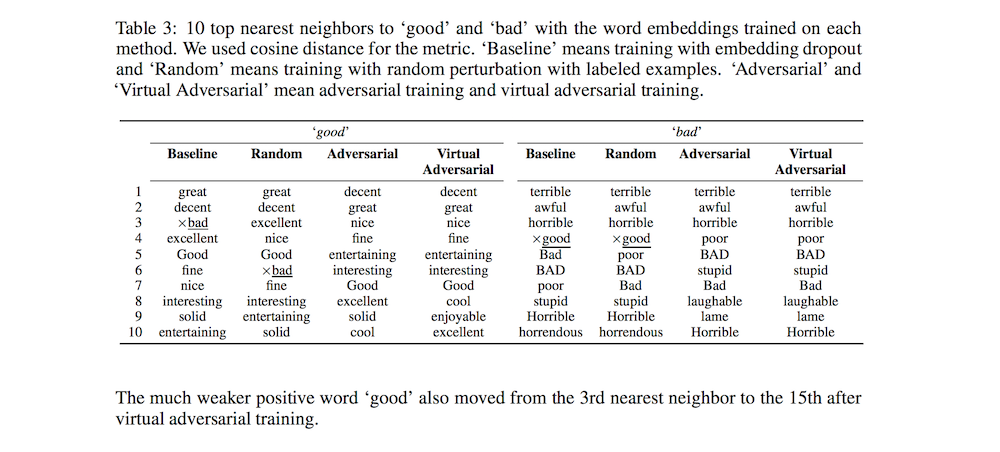 Table 3: 10 top nearest neighbors to ‘good’ and ‘bad’ with the word embeddings trained on each
method. We used cosine distance for the metric. ‘Baseline’ means training with embedding dropout
and ‘Random’ means training with random perturbation with labeled examples. ‘Adversarial’ and
‘Virtual Adversarial’ mean adversarial training and virtual adversarial training.
‘good’ ‘bad’
Baseline Random Adversarial Virtual Adversarial Baseline Random Adversarial Virtual Adversarial
1 great great decent decent terrible terrible terrible terrible
2 decent decent great great awful awful awful awful
3 ×bad excellent nice nice horrible horrible horrible horrible
4 excellent nice fine fine ×good ×good poor poor
5 Good Good entertaining entertaining Bad poor BAD BAD
6 fine ×bad interesting interesting BAD BAD stupid stupid
7 nice fine Good Good poor Bad Bad Bad
8 interesting interesting excellent cool stupid stupid laughable laughable
9 solid entertaining solid enjoyable Horrible Horrible lame lame
10 entertaining solid cool excellent horrendous horrendous Horrible Horrible
The much weaker positive word ‘good’ also moved from the 3rd nearest neighbor to the 15th after
virtual adversarial training.